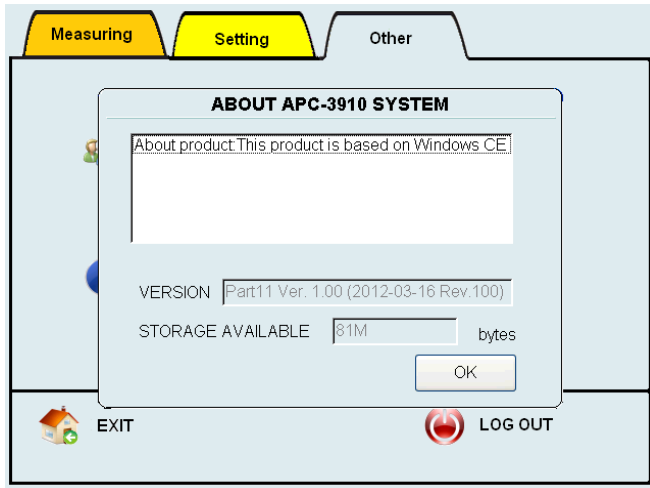 Measuring
Setting
Other
ABOUT APC-3910 SYSTEM
About product:This product is based on Windows CE
VERSION Part11 Ver. 1.00 (2012-03-16 Rev.100)
STORAGE AVAILABLE 81M bytes
OK
EXIT
LOG OUT